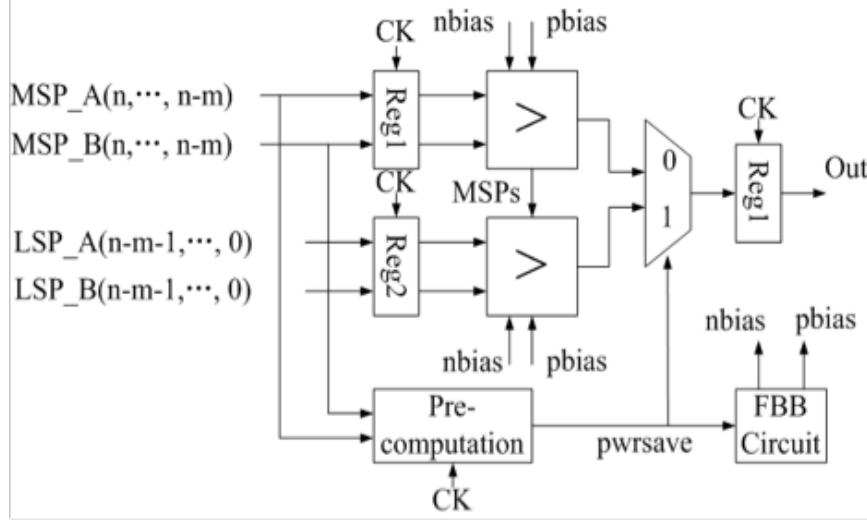 nbias pbias
CK
MSP_A(n,···, n-m)
Reg1
>
CK
MSP_B(n,···, n-m)
0
Reg1
Out
CK
MSPs
1
LSP_A(n-m-1,···, 0)
Reg2
>
LSP_B(n-m-1,···, 0)
nbias pbias
nbias pbias
Pre-
computation
FBB
Circuit
pwrsave
CK